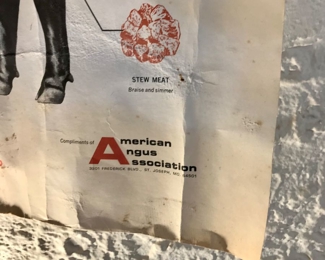 STEW MEAT
Braise and simmer.
Compliments of
American
Angus
Association
3201 FREDERICK BLVD., ST. JOSEPH, MO. 64501